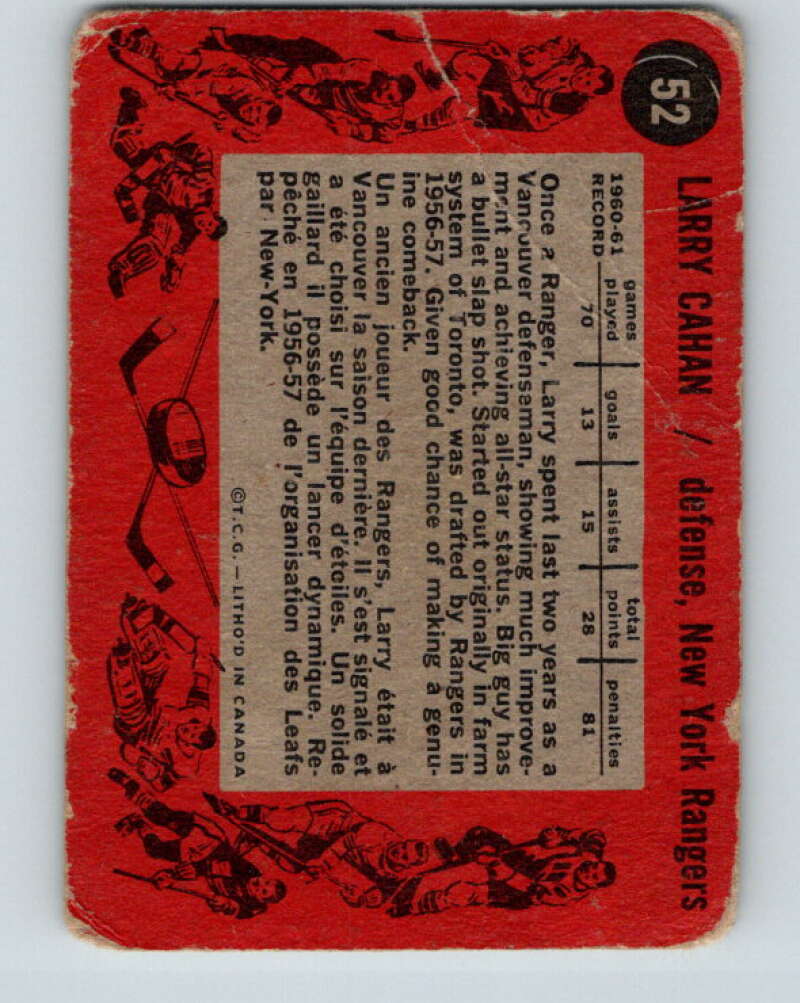 52
LARRY CAHAN / defense, New York Rangers
1960-61 RECORD games played goals assists total points penalties
70 13 15 28 81
Once a Ranger, Larry spent last two years as a
Vancouver defenseman, showing much improve-
ment and achieving all-star status. Big guy has
a bullet slap shot. Started out originally in farm
system of Toronto, was drafted by Rangers in
1956-57. Given good chance of making a genu-
ine comeback.
Un ancien joueur des Rangers, Larry était à
Vancouver la saison dernière. Il s'est signalé et
a été choisi sur l'équipe d'étoiles. Un solide
gaillard il possède un lancer dynamique. Re-
pêché en 1956-57 de l'organisation des Leafs
par New-York.
©T.C.G.—LITHO'D IN CANADA